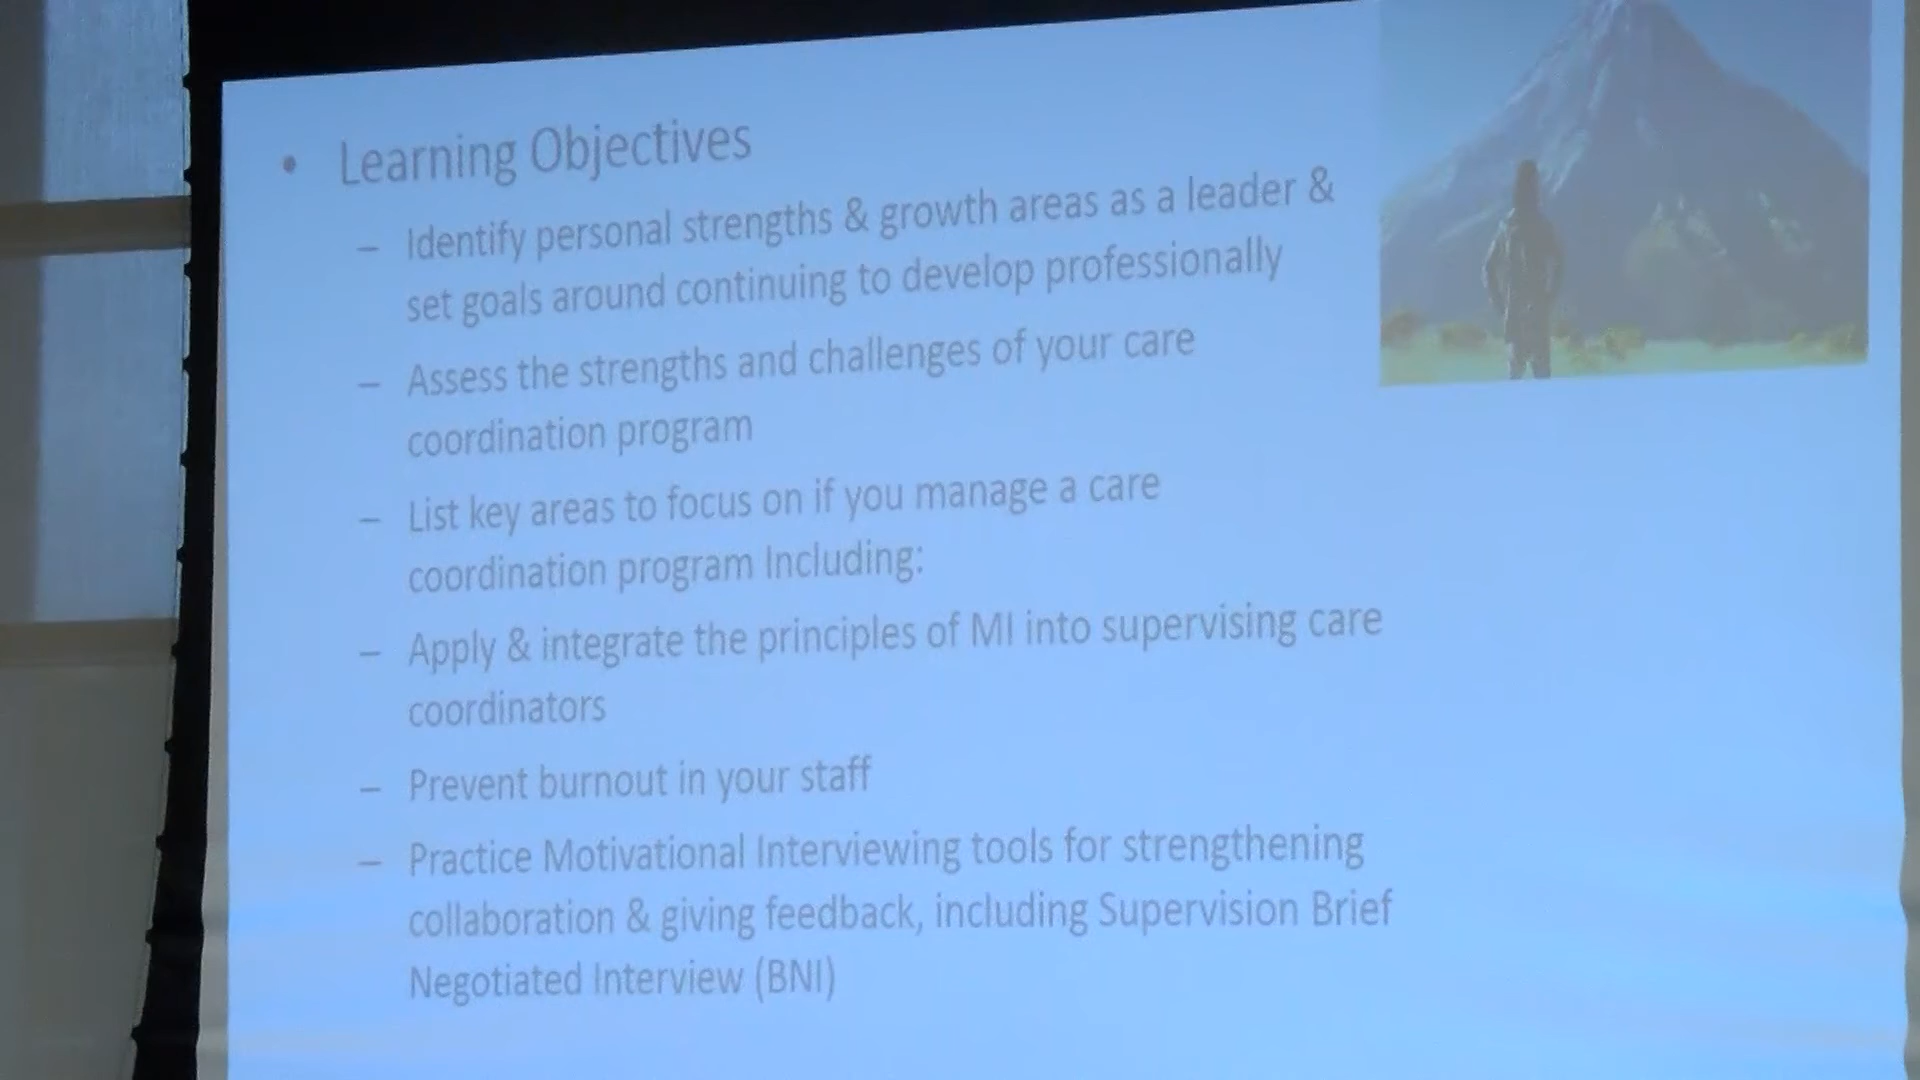 • Learning Objectives
– Identify personal strengths & growth areas as a leader &
set goals around continuing to develop professionally
– Assess the strengths and challenges of your care
coordination program
– List key areas to focus on if you manage a care
coordination program Including:
– Apply & integrate the principles of MI into supervising care
coordinators
– Prevent burnout in your staff
– Practice Motivational Interviewing tools for strengthening
collaboration & giving feedback, including Supervision Brief
Negotiated Interview (BNI)